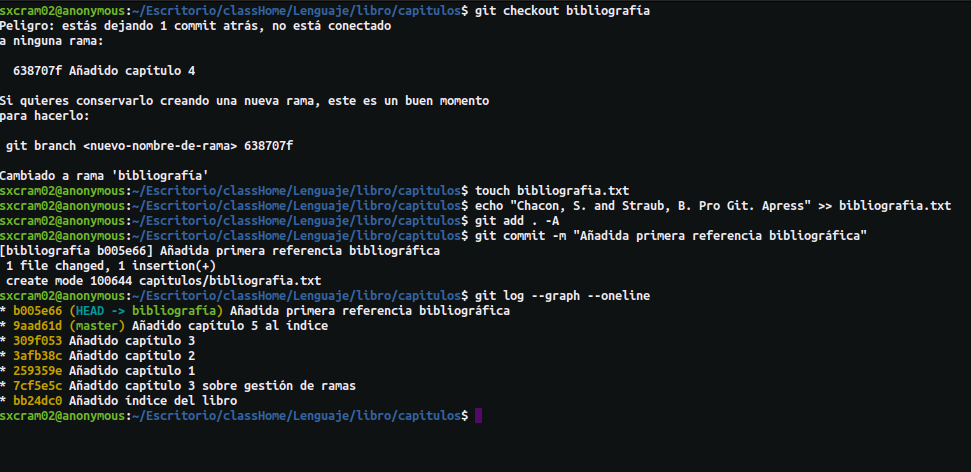 sxcram02@anonymous:~/Escritorio/classHome/Lenguaje/libro/capitulos$ git checkout bibliografía
Peligro: estás dejando 1 commit atrás, no está conectado
a ninguna rama:
638707f Añadido capítulo 4
Si quieres conservarlo creando una nueva rama, este es un buen momento
para hacerlo:
git branch <nuevo-nombre-de-rama> 638707f
Cambiado a rama 'bibliografía'
sxcram02@anonymous:~/Escritorio/classHome/Lenguaje/libro/capitulos$ touch bibliografia.txt
sxcram02@anonymous:~/Escritorio/classHome/Lenguaje/libro/capitulos$ echo "Chacon, S. and Straub, B. Pro Git. Apress" >> bibliografia.txt
sxcram02@anonymous:~/Escritorio/classHome/Lenguaje/libro/capitulos$ git add . -A
sxcram02@anonymous:~/Escritorio/classHome/Lenguaje/libro/capitulos$ git commit -m "Añadida primera referencia bibliográfica"
[bibliografía b005e66] Añadida primera referencia bibliográfica
1 file changed, 1 insertion(+)
create mode 100644 capitulos/bibliografia.txt
sxcram02@anonymous:~/Escritorio/classHome/Lenguaje/libro/capitulos$ git log --graph --oneline
* b005e66 (HEAD -> bibliografía) Añadida primera referencia bibliográfica
* 9aad61d (master) Añadido capítulo 5 al índice
* 309f053 Añadido capítulo 3
* 3afb38c Añadido capítulo 2
* 259359e Añadido capítulo 1
* 7cf5e5c Añadido capítulo 3 sobre gestión de ramas
* bb24dc0 Añadido índice del libro
sxcram02@anonymous:~/Escritorio/classHome/Lenguaje/libro/capitulos$